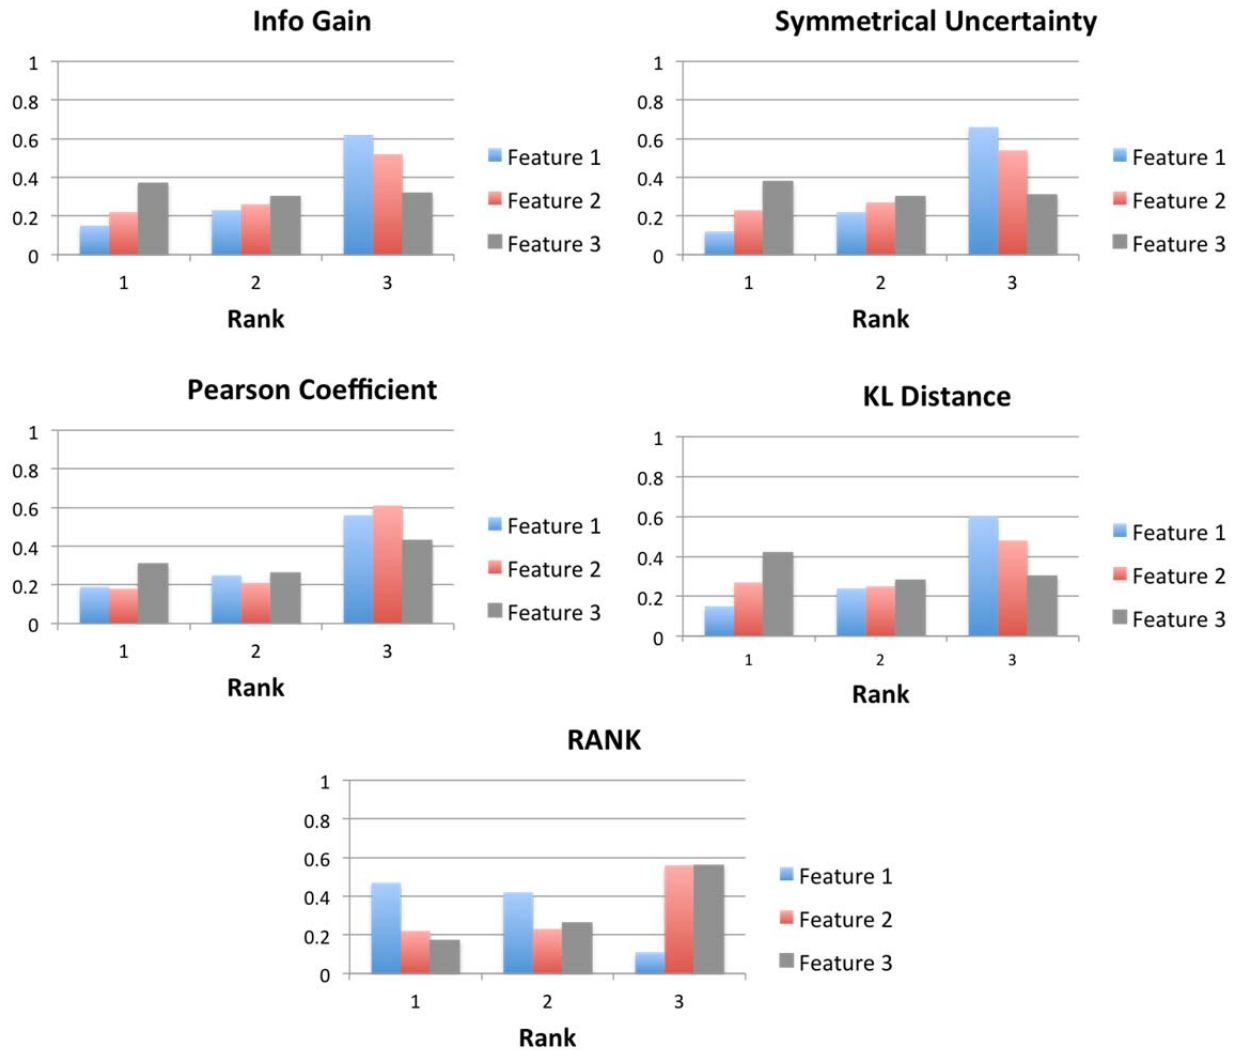 Info Gain
1
0.8
0.6
0.4
0.2
0
1 2 3
Rank
Feature 1
Feature 2
Feature 3
Symmetrical Uncertainty
1
0.8
0.6
0.4
0.2
0
1 2 3
Rank
Feature 1
Feature 2
Feature 3
Pearson Coefficient
1
0.8
0.6
0.4
0.2
0
1 2 3
Rank
Feature 1
Feature 2
Feature 3
KL Distance
1
0.8
0.6
0.4
0.2
0
1 2 3
Rank
Feature 1
Feature 2
Feature 3
RANK
1
0.8
0.6
0.4
0.2
0
1 2 3
Rank
Feature 1
Feature 2
Feature 3